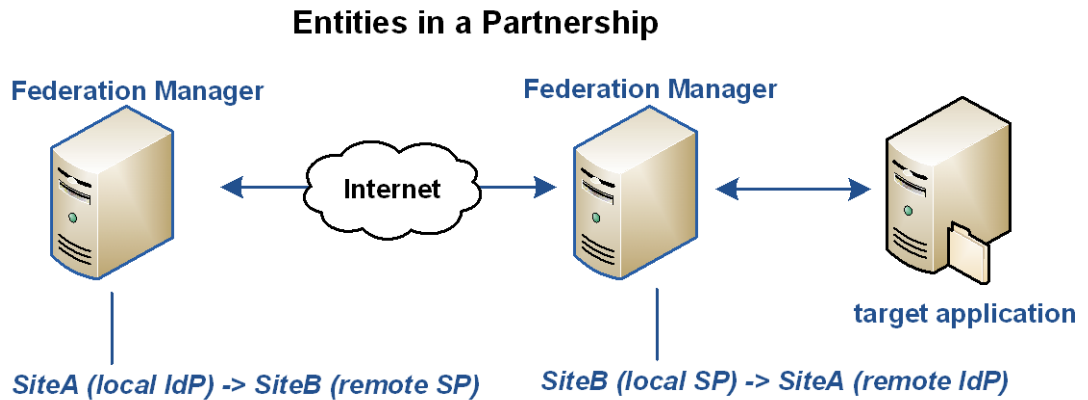 Entities in a Partnership
Federation Manager
Federation Manager
Internet
target application
SiteA (local IdP) -> SiteB (remote SP)
SiteB (local SP) -> SiteA (remote IdP)